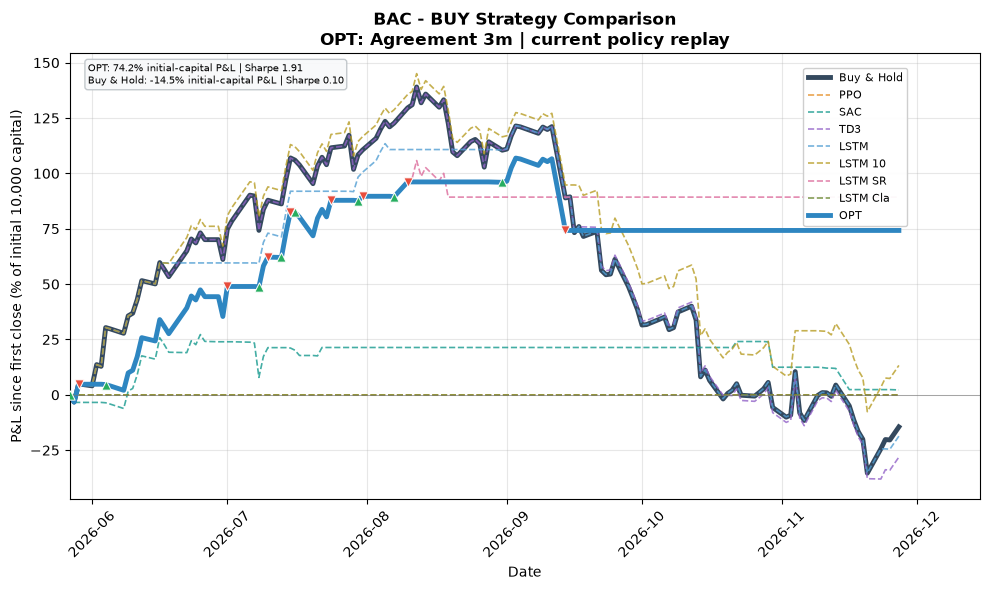 BAC - BUY Strategy Comparison
OPT: Agreement 3m | current policy replay
OPT: 74.2% initial-capital P&L | Sharpe 1.91
Buy & Hold: -14.5% initial-capital P&L | Sharpe 0.10
Buy & Hold
PPO
SAC
TD3
LSTM
LSTM 10
LSTM SR
LSTM Cla
OPT
P&L since first close (% of initial 10,000 capital)
150
125
100
75
50
25
0
−25
2026-06
2026-07
2026-08
2026-09
2026-10
2026-11
2026-12
Date